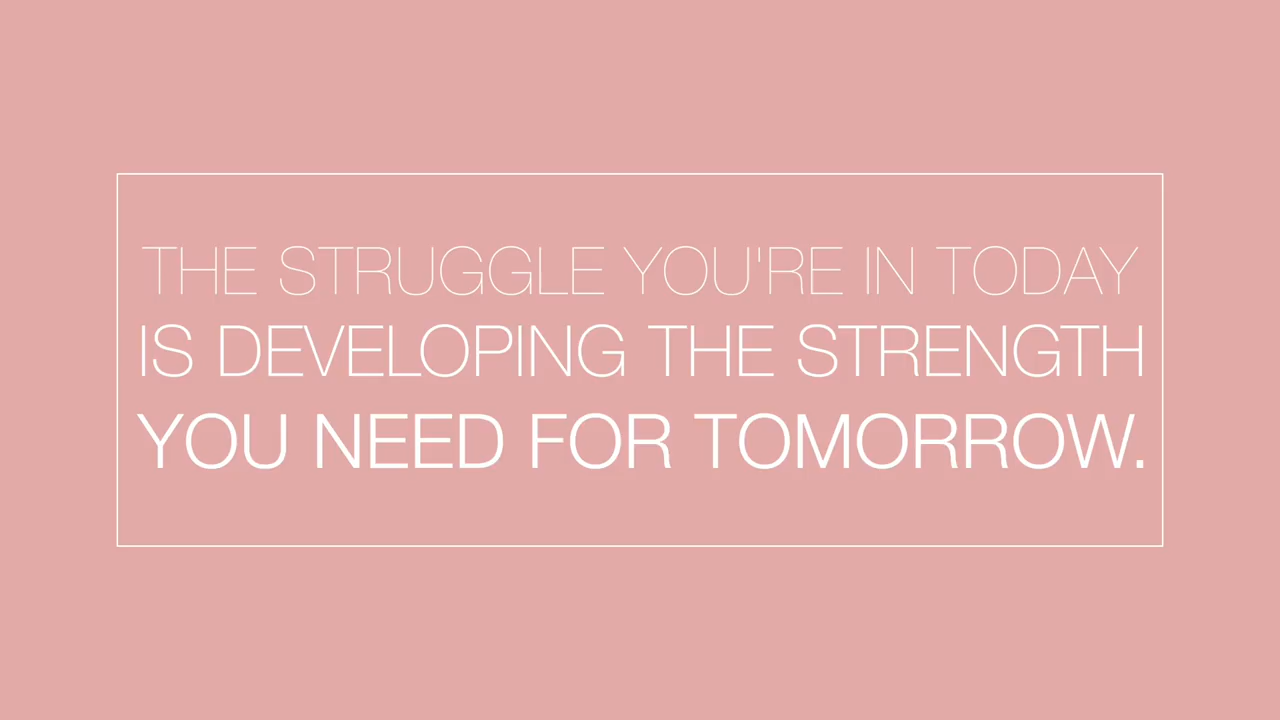 THE STRUGGLE YOU'RE IN TODAY
IS DEVELOPING THE STRENGTH
YOU NEED FOR TOMORROW.